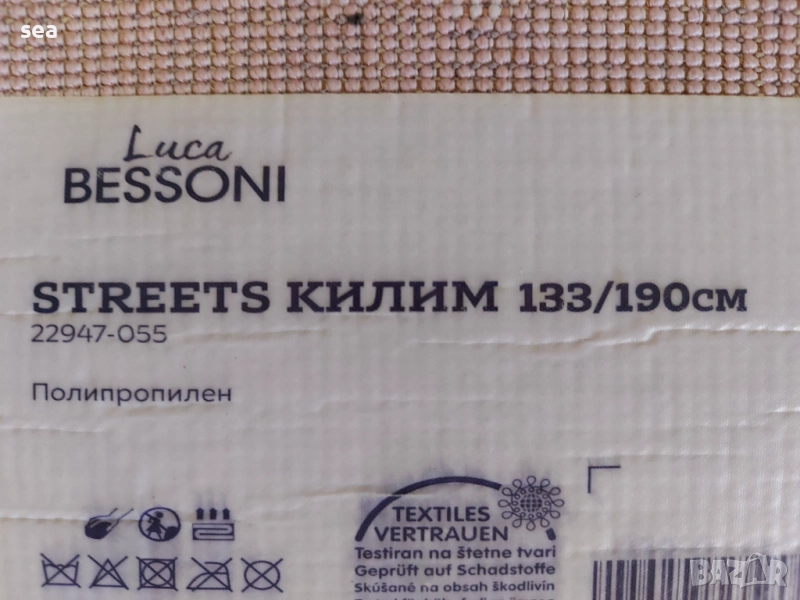 sea
Luca
BESSONI
STREETS КИЛИМ 133/190см
22947-055
Полипропилен
TEXTILES
VERTRAUEN
Testiran na štetne tvari
Geprüft auf Schadstoffe
Skúšané na obsah škodlivín
BAZAR